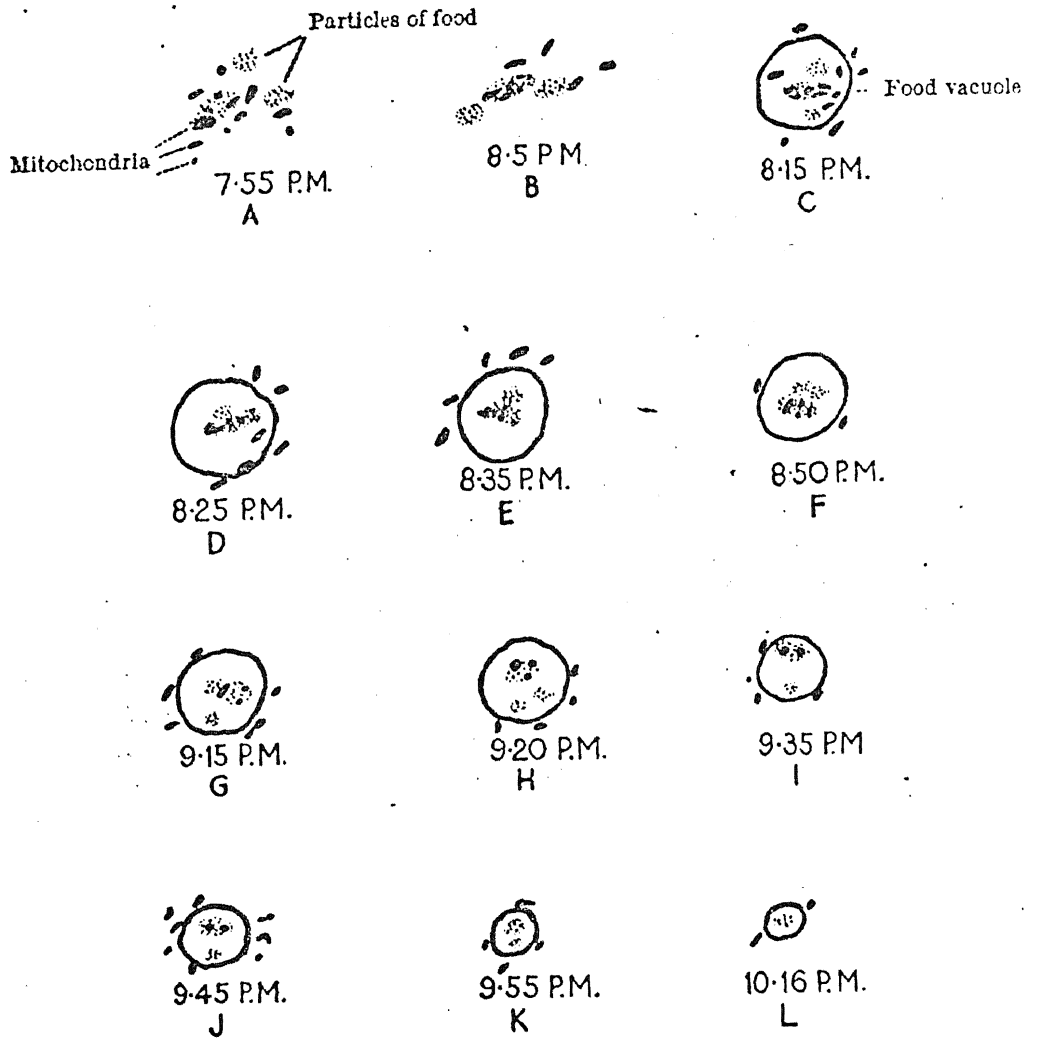 Particles of food
Mitochondria
7·55 P.M.
A
8·5 P M.
B
Food vacuole
8·15 P.M.
C
8·25 P.M.
D
8·35 P.M.
E
8·50 P.M.
F
9·15 P.M.
G
9·20 P.M.
H
9·35 P.M
I
9·45 P.M.
J
9·55 P.M.
K
10·16 P.M.
L